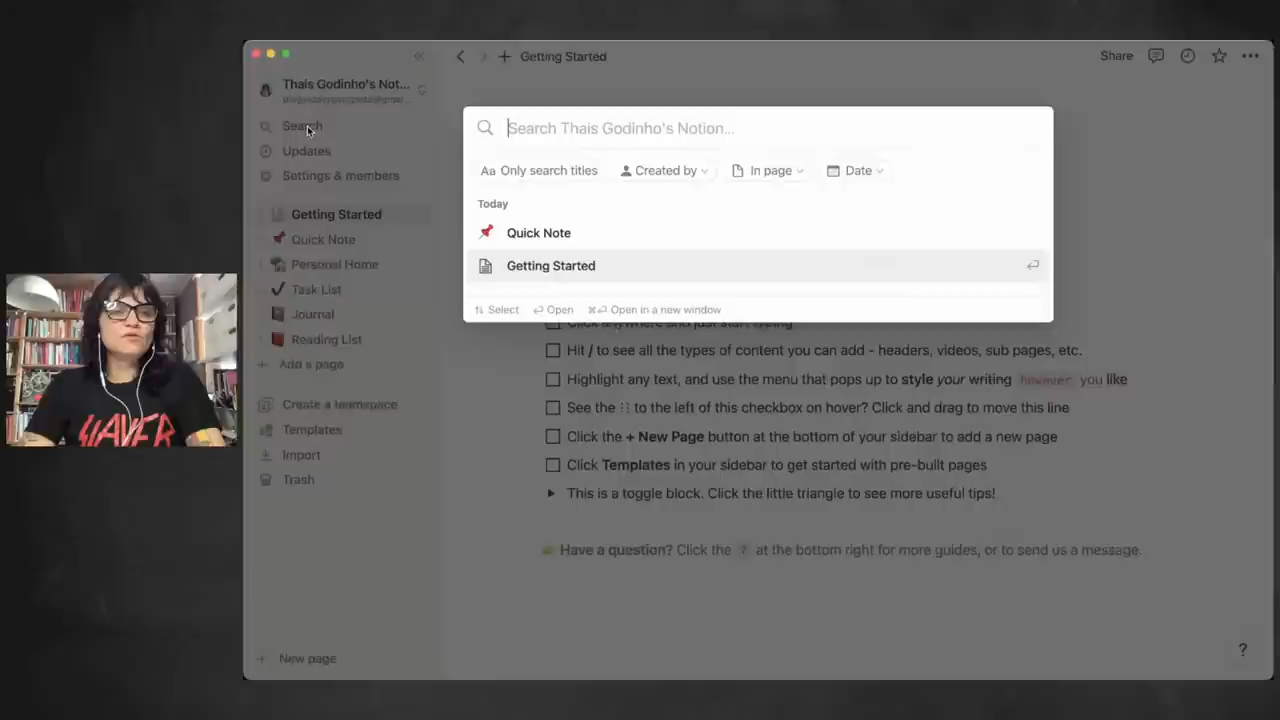 Thais Godinho's Not...
Search
Updates
Settings & members
Getting Started
Quick Note
Personal Home
Task List
Journal
Reading List
Add a page
Create a teamspace
Templates
Import
Trash
New page
Getting Started
Share
Search Thais Godinho's Notion...
Aa Only search titles
Created by
In page
Date
Today
Quick Note
Getting Started
Select
Open
Open in a new window
Click anywhere and just start typing
Hit / to see all the types of content you can add - headers, videos, sub pages, etc.
Highlight any text, and use the menu that pops up to style your writing however you like
See the ⋮⋮ to the left of this checkbox on hover? Click and drag to move this line
Click the + New Page button at the bottom of your sidebar to add a new page
Click Templates in your sidebar to get started with pre-built pages
This is a toggle block. Click the little triangle to see more useful tips!
Have a question? Click the ? at the bottom right for more guides, or to send us a message.
?
SLAYER